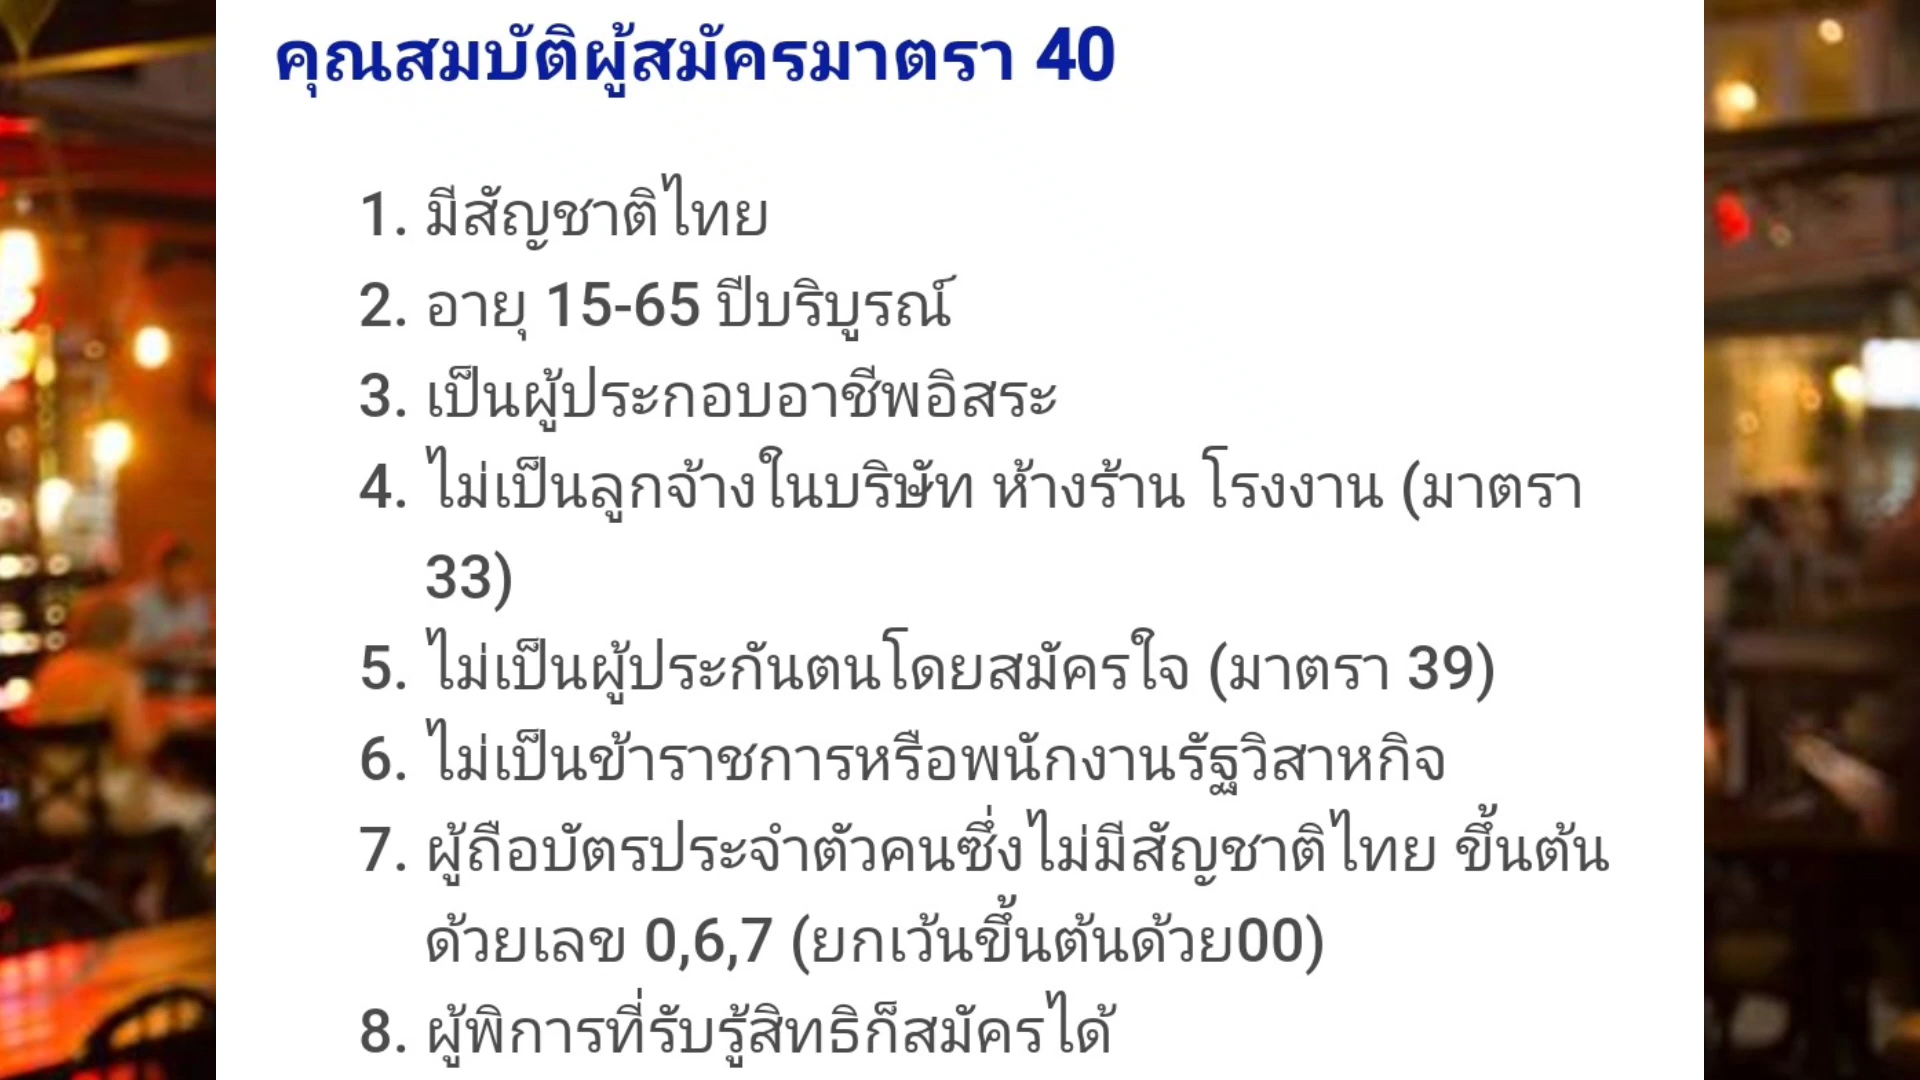 คุณสมบัติผู้สมัครมาตรา 40
1. มีสัญชาติไทย
2. อายุ 15-65 ปีบริบูรณ์
3. เป็นผู้ประกอบอาชีพอิสระ
4. ไม่เป็นลูกจ้างในบริษัท ห้างร้าน โรงงาน (มาตรา
33)
5. ไม่เป็นผู้ประกันตนโดยสมัครใจ (มาตรา 39)
6. ไม่เป็นข้าราชการหรือพนักงานรัฐวิสาหกิจ
7. ผู้ถือบัตรประจำตัวคนซึ่งไม่มีสัญชาติไทย ขึ้นต้น
ด้วยเลข 0,6,7 (ยกเว้นขึ้นต้นด้วย00)
8. ผู้พิการที่รับรู้สิทธิก็สมัครได้